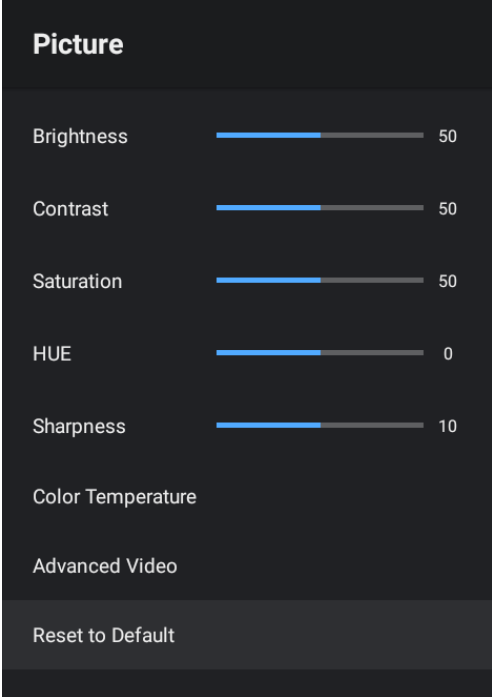 Picture
Brightness 50
Contrast 50
Saturation 50
HUE 0
Sharpness 10
Color Temperature
Advanced Video
Reset to Default